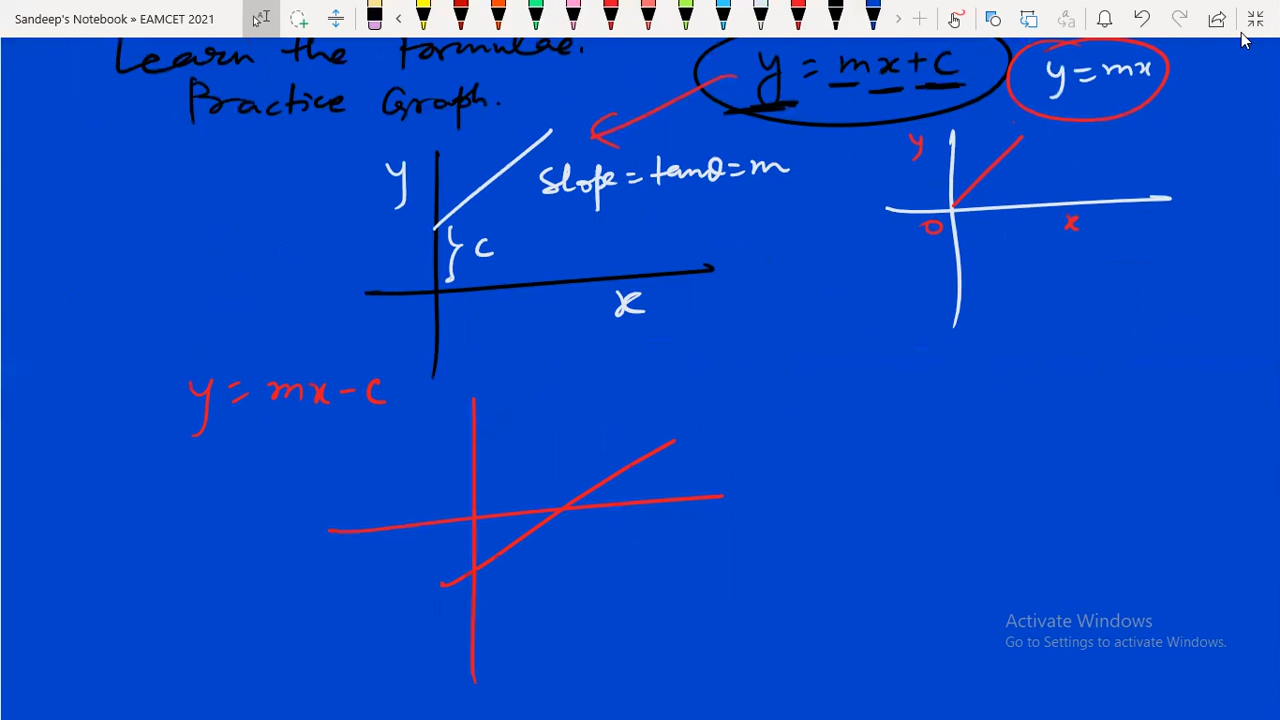 Sandeep's Notebook » EAMCET 2021
Learn the formulae.
Practice Graph.
y = mx+c
y=mx
y
Slope = tanθ = m
c
x
y
0
x
y = mx-c
Activate Windows
Go to Settings to activate Windows.